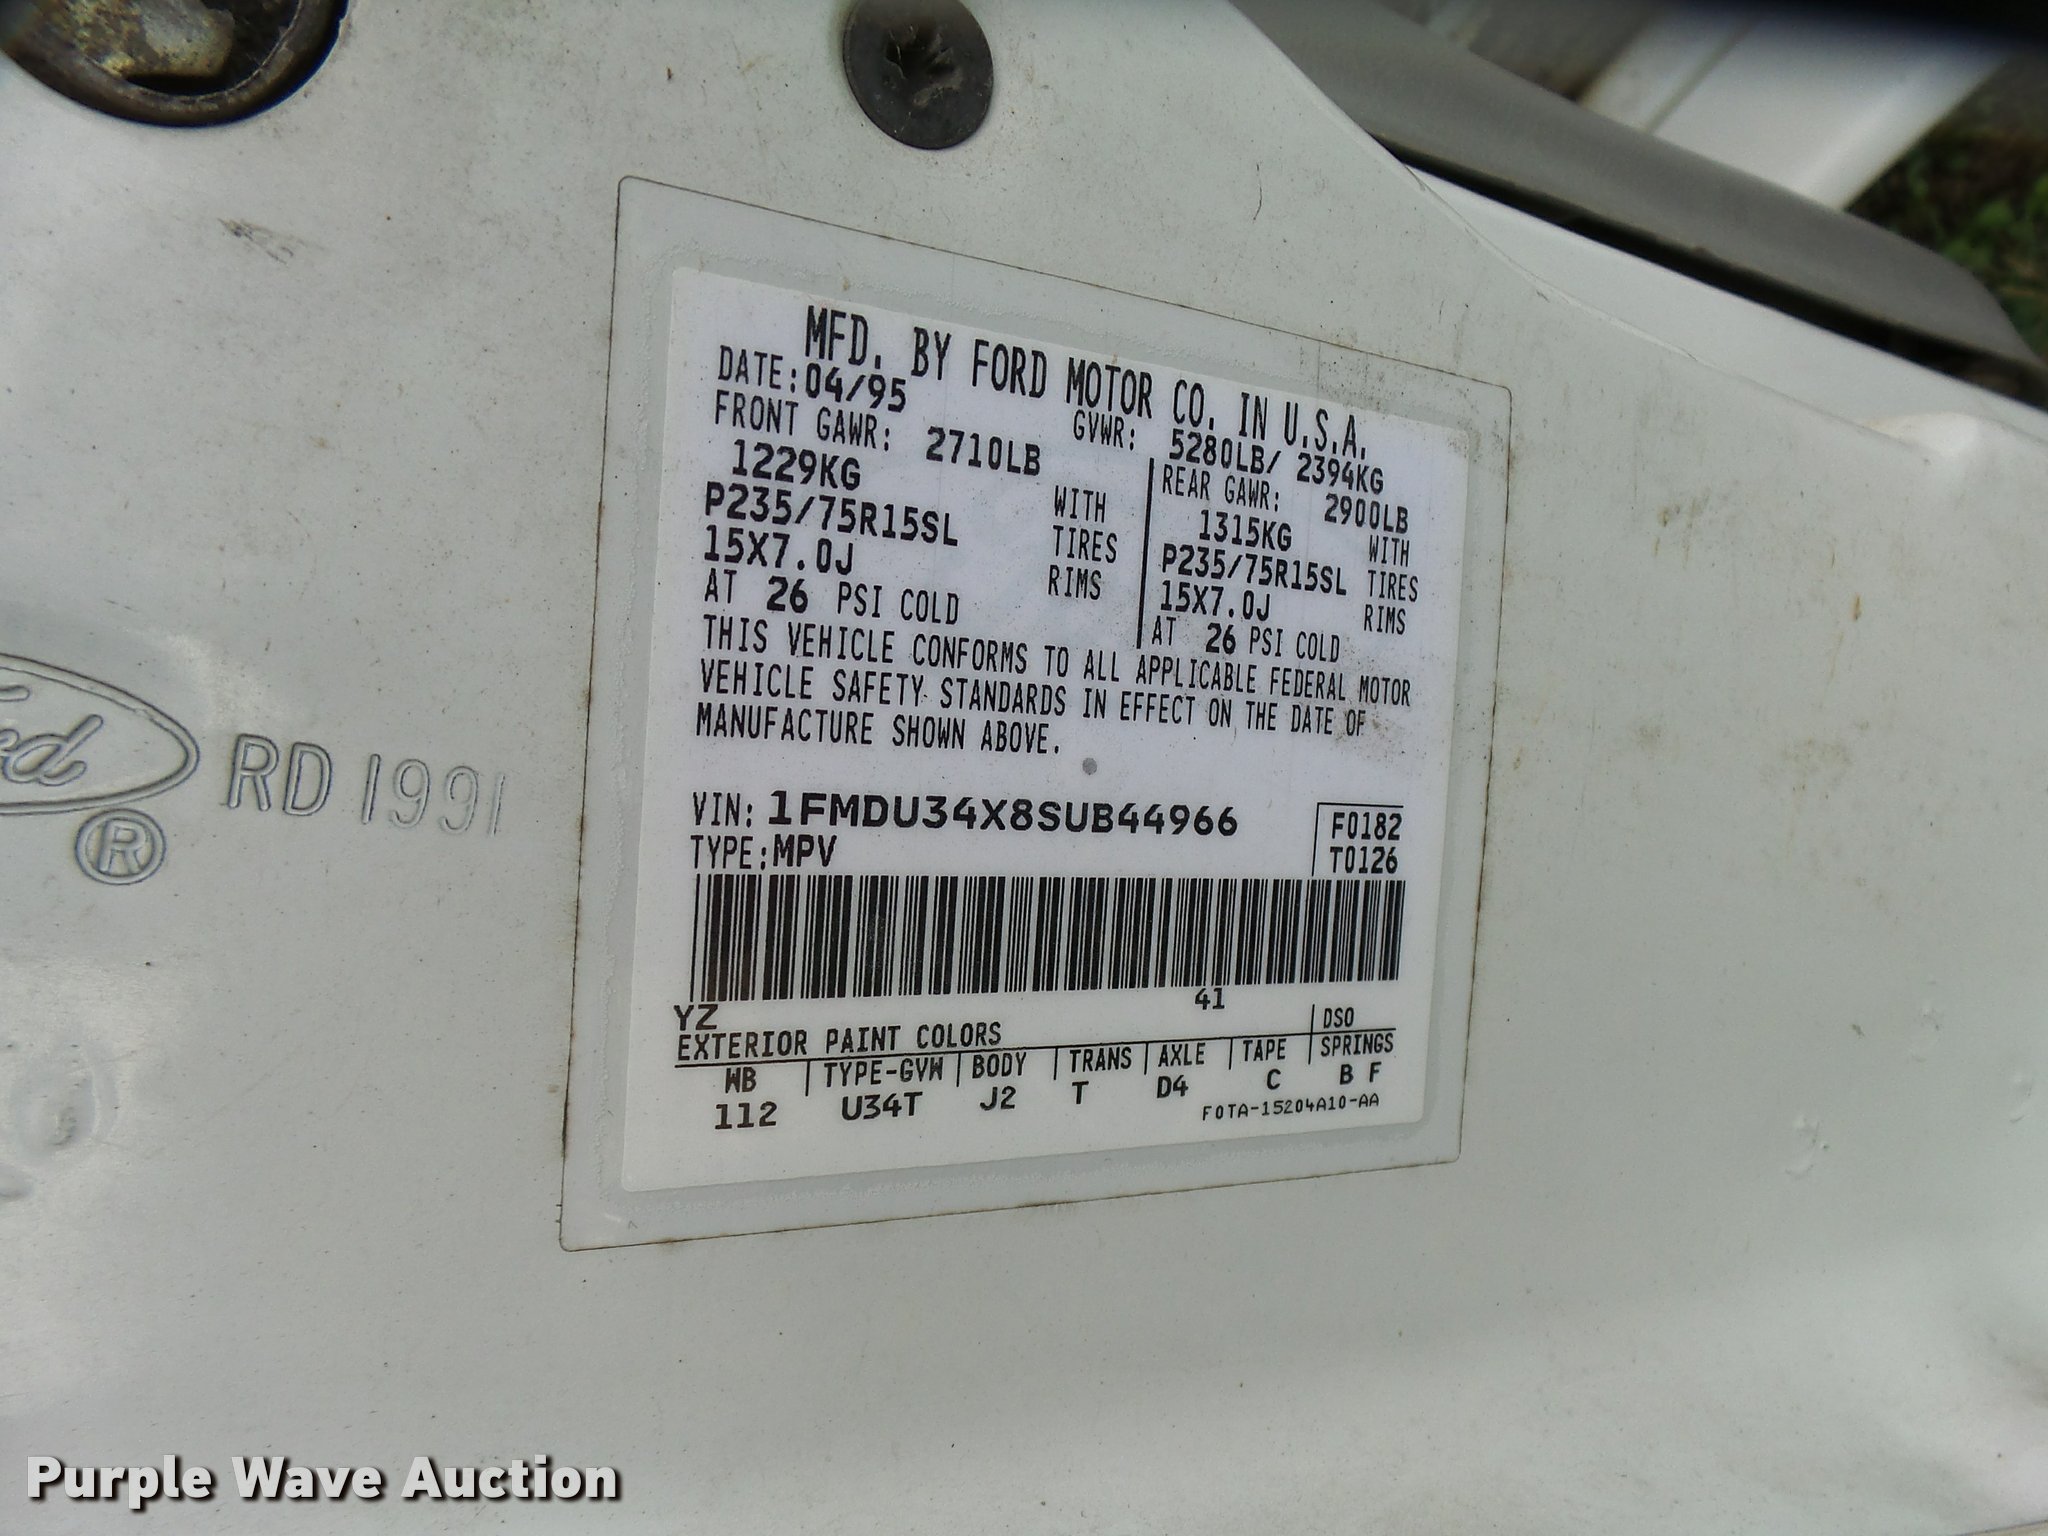 MFD. BY FORD MOTOR CO. IN U.S.A.
DATE: 04/95 GVWR: 5280LB/ 2394KG
FRONT GAWR: 2710LB REAR GAWR: 2900LB
1229KG WITH 1315KG WITH
P235/75R15SL TIRES P235/75R15SL TIRES
15X7.0J RIMS 15X7.0J RIMS
AT 26 PSI COLD AT 26 PSI COLD
THIS VEHICLE CONFORMS TO ALL APPLICABLE FEDERAL MOTOR
VEHICLE SAFETY STANDARDS IN EFFECT ON THE DATE OF
MANUFACTURE SHOWN ABOVE.
VIN: 1FMDU34X8SUB44966 F0182
TYPE: MPV T0126
YZ 41 DSO
EXTERIOR PAINT COLORS
WB TYPE-GVW BODY TRANS AXLE TAPE SPRINGS
112 U34T J2 T D4 C B F
F0TA-15204A10-AA
Ford ® RD 1991
Purple Wave Auction